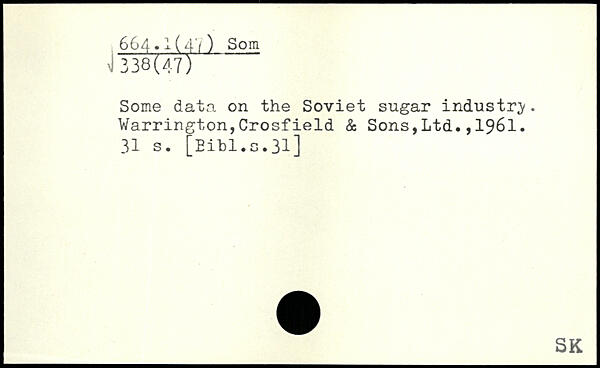 664.1(47) Som
√338(47)
Some data on the Soviet sugar industry.
Warrington,Crosfield & Sons,Ltd.,1961.
31 s. [Bibl.s.31]
SK